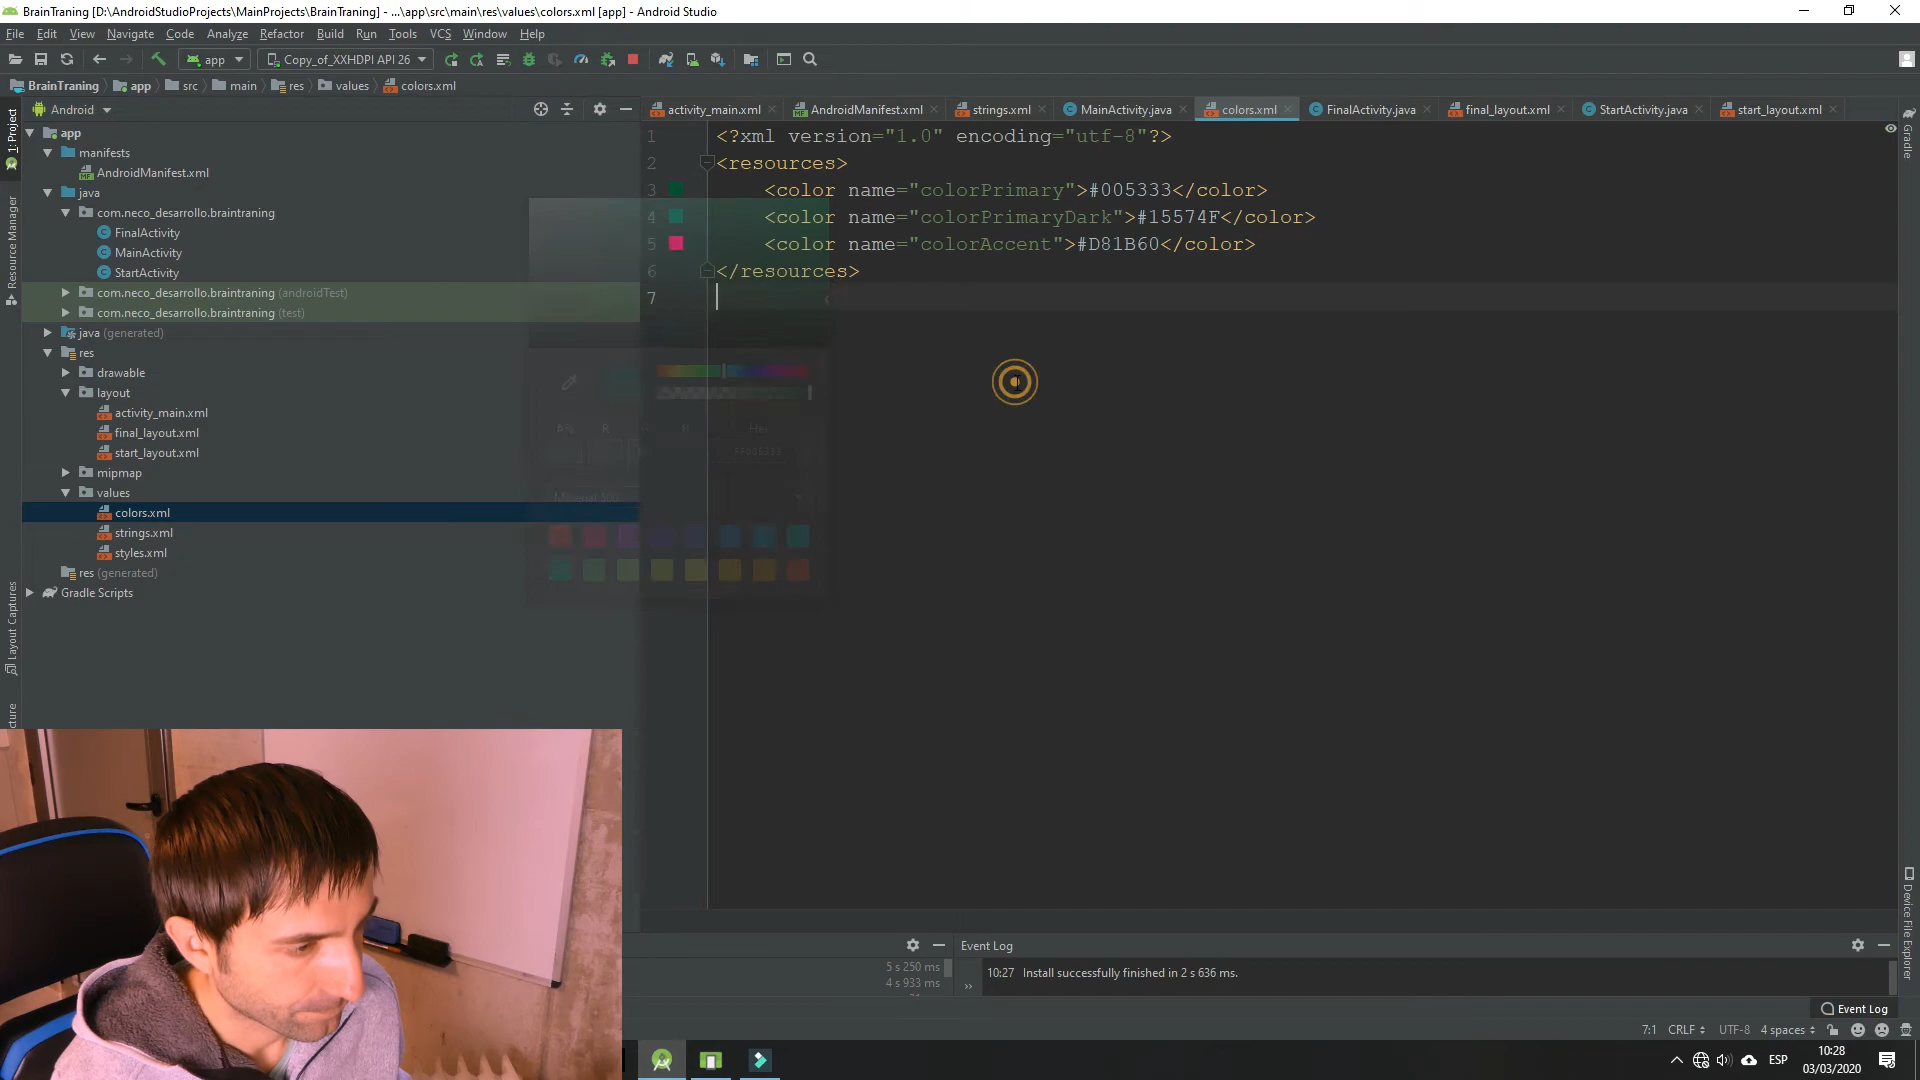 BrainTraning [D:\AndroidStudioProjects\MainProjects\BrainTraning] - ...\app\src\main\res\values\colors.xml [app] - Android Studio
File Edit View Navigate Code Analyze Refactor Build Run Tools VCS Window Help
app Copy_of_XXHDPI API 26
BrainTraning app src main res values colors.xml
Android
activity_main.xml AndroidManifest.xml strings.xml MainActivity.java colors.xml FinalActivity.java final_layout.xml StartActivity.java start_layout.xml
1: Project
Resource Manager
Layout Captures
Gradle
Device File Explorer
app
manifests
AndroidManifest.xml
java
com.neco_desarrollo.braintraning
FinalActivity
MainActivity
StartActivity
com.neco_desarrollo.braintraning (androidTest)
com.neco_desarrollo.braintraning (test)
java (generated)
res
drawable
layout
activity_main.xml
final_layout.xml
start_layout.xml
mipmap
values
colors.xml
strings.xml
styles.xml
res (generated)
Gradle Scripts
1 <?xml version="1.0" encoding="utf-8"?>
2 <resources>
3 <color name="colorPrimary">#005333</color>
4 <color name="colorPrimaryDark">#15574F</color>
5 <color name="colorAccent">#D81B60</color>
6 </resources>
7
R Hex
FF005333
Material 500
5 s 250 ms
4 s 933 ms
Event Log
10:27 Install successfully finished in 2 s 636 ms.
Event Log
7:1 CRLF UTF-8 4 spaces
ESP
10:28
03/03/2020